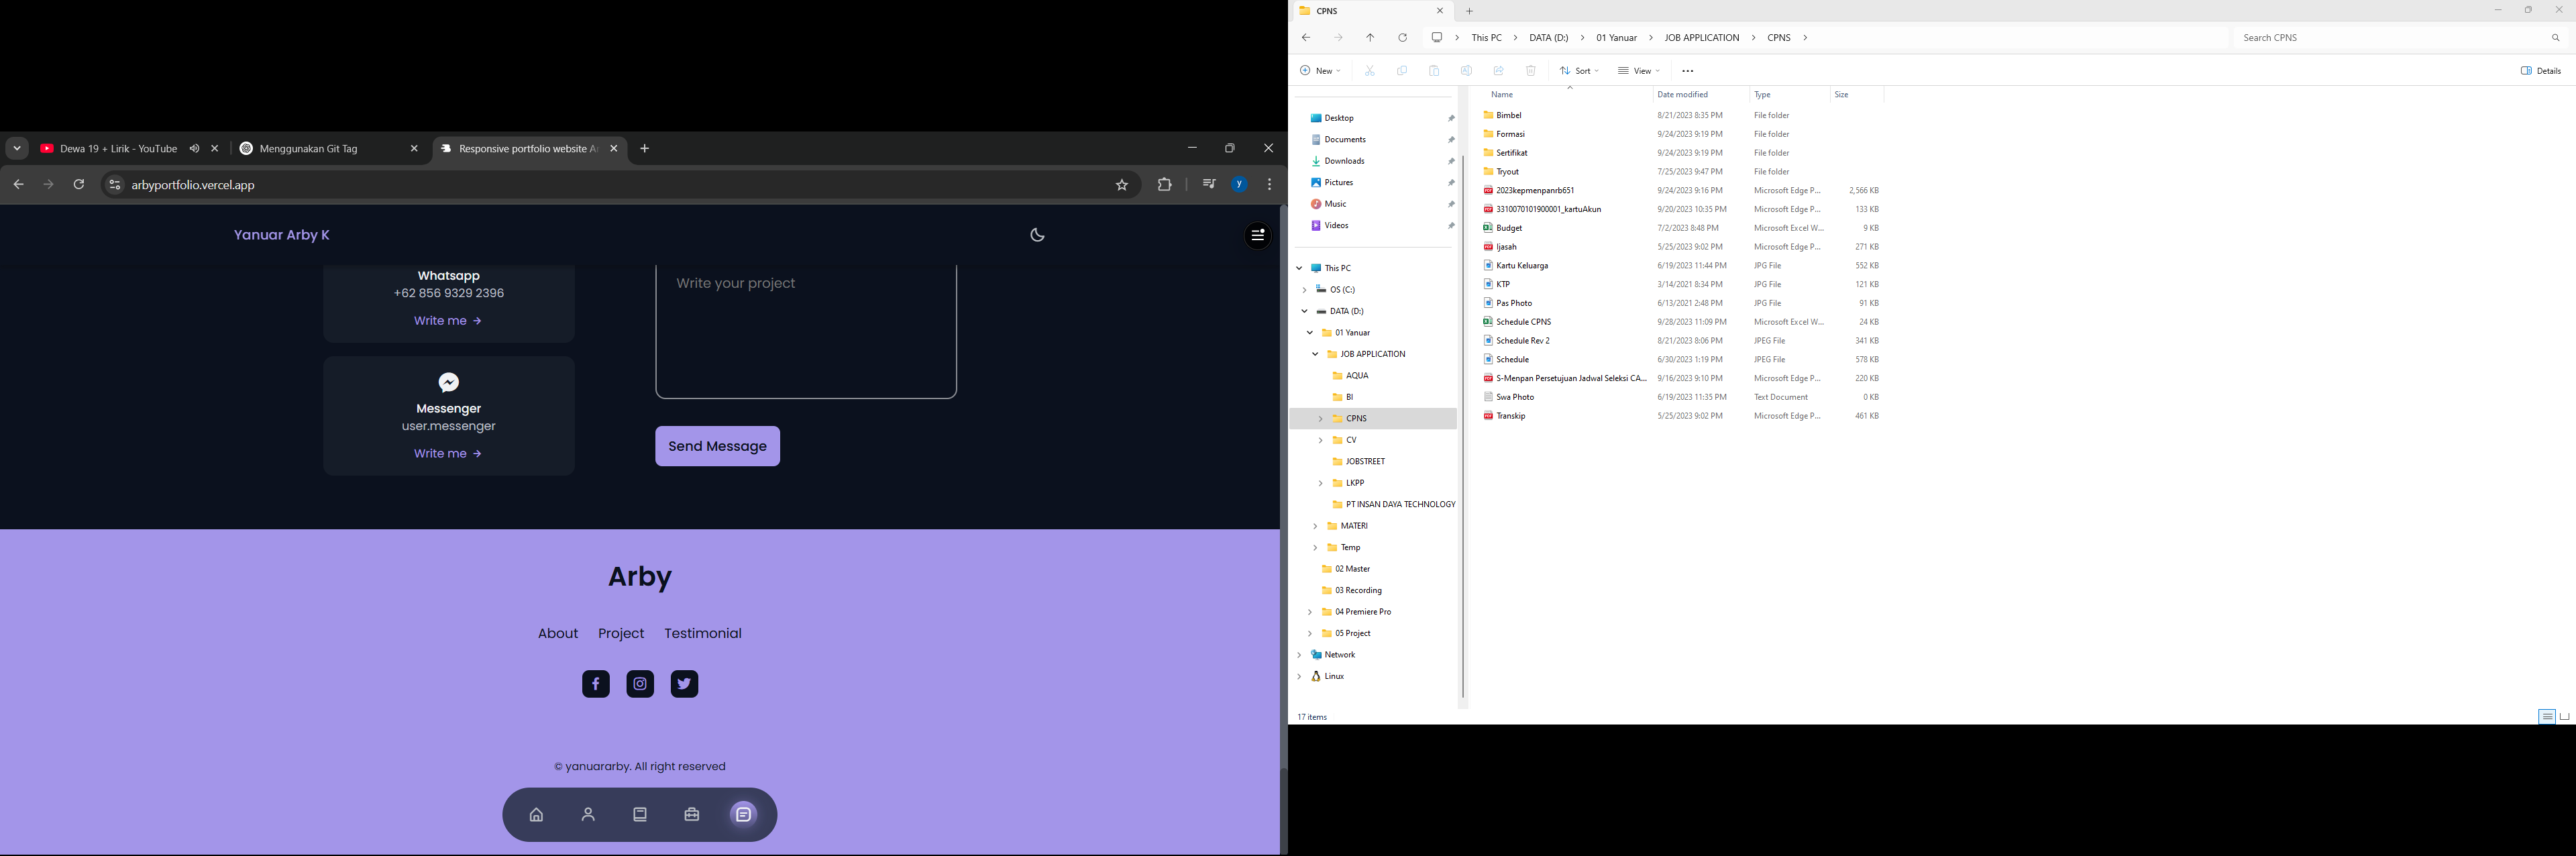 Dewa 19 + Lirik - YouTube
Menggunakan Git Tag
Responsive portfolio website A
arbyportfolio.vercel.app
y
Yanuar Arby K
Whatsapp
+62 856 9329 2396
Write me →
Messenger
user.messenger
Write me →
Write your project
Send Message
Arby
About Project Testimonial
© yanuararby. All right reserved
CPNS
This PC > DATA (D:) > 01 Yanuar > JOB APPLICATION > CPNS >
Search CPNS
New
Sort
View
Details
Desktop
Documents
Downloads
Pictures
Music
Videos
This PC
OS (C:)
DATA (D:)
01 Yanuar
JOB APPLICATION
AQUA
BI
CPNS
CV
JOBSTREET
LKPP
PT INSAN DAYA TECHNOLOGY
MATERI
Temp
02 Master
03 Recording
04 Premiere Pro
05 Project
Network
Linux
Name Date modified Type Size
Bimbel 8/21/2023 8:35 PM File folder
Formasi 9/24/2023 9:19 PM File folder
Sertifikat 9/24/2023 9:19 PM File folder
Tryout 7/25/2023 9:47 PM File folder
2023kepmenpanrb651 9/24/2023 9:16 PM Microsoft Edge P... 2,566 KB
3310070101900001_kartuAkun 9/20/2023 10:35 PM Microsoft Edge P... 133 KB
Budget 7/2/2023 8:48 PM Microsoft Excel W... 9 KB
Ijasah 5/25/2023 9:02 PM Microsoft Edge P... 271 KB
Kartu Keluarga 6/19/2023 11:44 PM JPG File 552 KB
KTP 3/14/2021 8:34 PM JPG File 121 KB
Pas Photo 6/13/2021 2:48 PM JPG File 91 KB
Schedule CPNS 9/28/2023 11:09 PM Microsoft Excel W... 24 KB
Schedule Rev 2 8/21/2023 8:06 PM JPEG File 341 KB
Schedule 6/30/2023 1:19 PM JPEG File 578 KB
S-Menpan Persetujuan Jadwal Seleksi CA... 9/16/2023 9:10 PM Microsoft Edge P... 220 KB
Swa Photo 6/19/2023 11:35 PM Text Document 0 KB
Transkip 5/25/2023 9:02 PM Microsoft Edge P... 461 KB
17 items